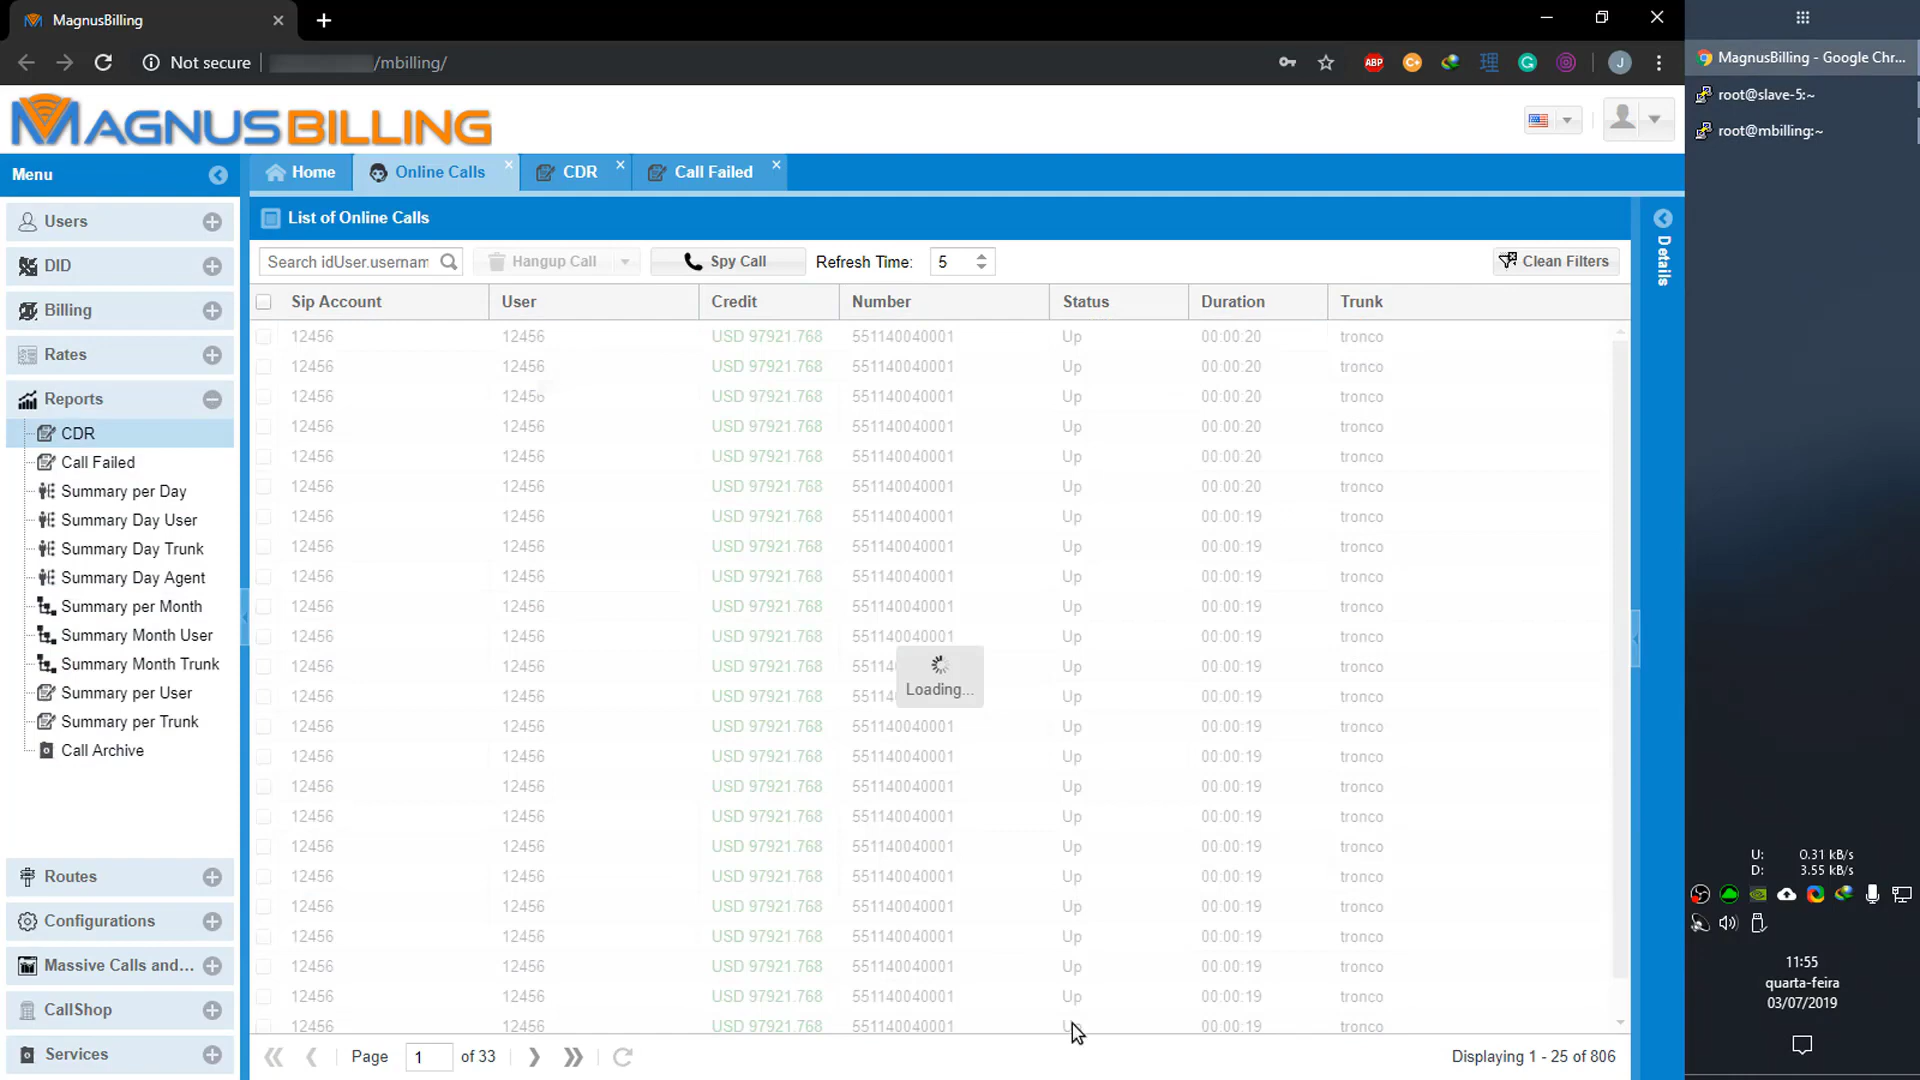 MagnusBilling
Not secure /mbilling/
ABP
C+
理
G
J
MAGNUSBILLING
Menu
Home
Online Calls
CDR
Call Failed
List of Online Calls
Search idUser.usernam
Hangup Call
Spy Call
Refresh Time: 5
Clean Filters
Details
Users
DID
Billing
Rates
Reports
CDR
Call Failed
Summary per Day
Summary Day User
Summary Day Trunk
Summary Day Agent
Summary per Month
Summary Month User
Summary Month Trunk
Summary per User
Summary per Trunk
Call Archive
Routes
Configurations
Massive Calls and...
CallShop
Services
Sip Account User Credit Number Status Duration Trunk
12456 12456 USD 97921.768 551140040001 Up 00:00:20 tronco
12456 12456 USD 97921.768 551140040001 Up 00:00:20 tronco
12456 12456 USD 97921.768 551140040001 Up 00:00:20 tronco
12456 12456 USD 97921.768 551140040001 Up 00:00:20 tronco
12456 12456 USD 97921.768 551140040001 Up 00:00:20 tronco
12456 12456 USD 97921.768 551140040001 Up 00:00:20 tronco
12456 12456 USD 97921.768 551140040001 Up 00:00:19 tronco
12456 12456 USD 97921.768 551140040001 Up 00:00:19 tronco
12456 12456 USD 97921.768 551140040001 Up 00:00:19 tronco
12456 12456 USD 97921.768 551140040001 Up 00:00:19 tronco
12456 12456 USD 97921.768 551140040001 Up 00:00:19 tronco
12456 12456 USD 97921.768 55114 Up 00:00:19 tronco
12456 12456 USD 97921.768 55114 Up 00:00:19 tronco
12456 12456 USD 97921.768 551140040001 Up 00:00:19 tronco
12456 12456 USD 97921.768 551140040001 Up 00:00:19 tronco
12456 12456 USD 97921.768 551140040001 Up 00:00:19 tronco
12456 12456 USD 97921.768 551140040001 Up 00:00:19 tronco
12456 12456 USD 97921.768 551140040001 Up 00:00:19 tronco
12456 12456 USD 97921.768 551140040001 Up 00:00:19 tronco
12456 12456 USD 97921.768 551140040001 Up 00:00:19 tronco
12456 12456 USD 97921.768 551140040001 Up 00:00:19 tronco
12456 12456 USD 97921.768 551140040001 Up 00:00:19 tronco
12456 12456 USD 97921.768 551140040001 Up 00:00:19 tronco
12456 12456 USD 97921.768 551140040001 Up 00:00:19 tronco
Loading...
Page 1 of 33
Displaying 1 - 25 of 806
MagnusBilling - Google Chr...
root@slave-5:~
root@mbilling:~
U: 0.31 kB/s
D: 3.55 kB/s
11:55
quarta-feira
03/07/2019